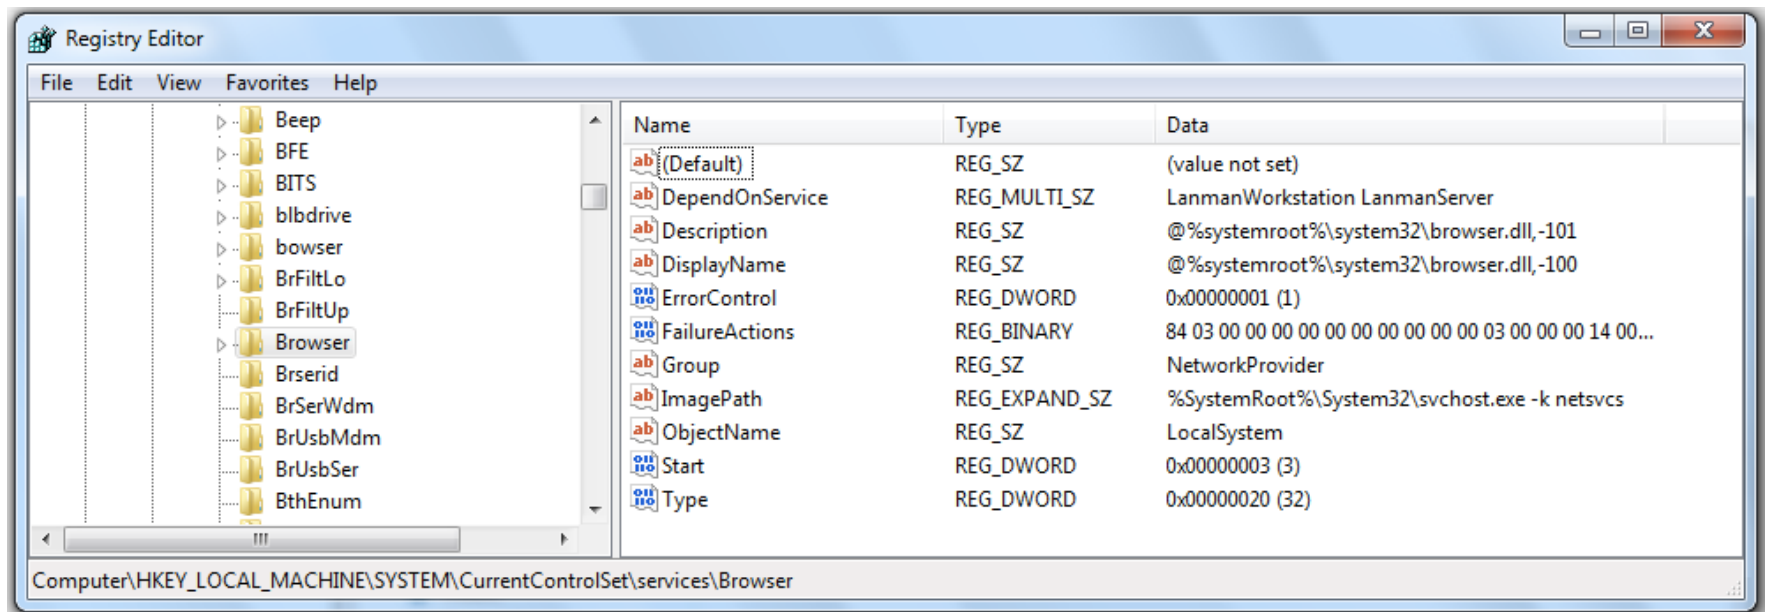 Registry Editor
File Edit View Favorites Help
Beep
BFE
BITS
blbdrive
bowser
BrFiltLo
BrFiltUp
Browser
Brserid
BrSerWdm
BrUsbMdm
BrUsbSer
BthEnum
Name Type Data
(Default) REG_SZ (value not set)
DependOnService REG_MULTI_SZ LanmanWorkstation LanmanServer
Description REG_SZ @%systemroot%\system32\browser.dll,-101
DisplayName REG_SZ @%systemroot%\system32\browser.dll,-100
ErrorControl REG_DWORD 0x00000001 (1)
FailureActions REG_BINARY 84 03 00 00 00 00 00 00 00 00 00 00 03 00 00 00 14 00...
Group REG_SZ NetworkProvider
ImagePath REG_EXPAND_SZ %SystemRoot%\System32\svchost.exe -k netsvcs
ObjectName REG_SZ LocalSystem
Start REG_DWORD 0x00000003 (3)
Type REG_DWORD 0x00000020 (32)
Computer\HKEY_LOCAL_MACHINE\SYSTEM\CurrentControlSet\services\Browser